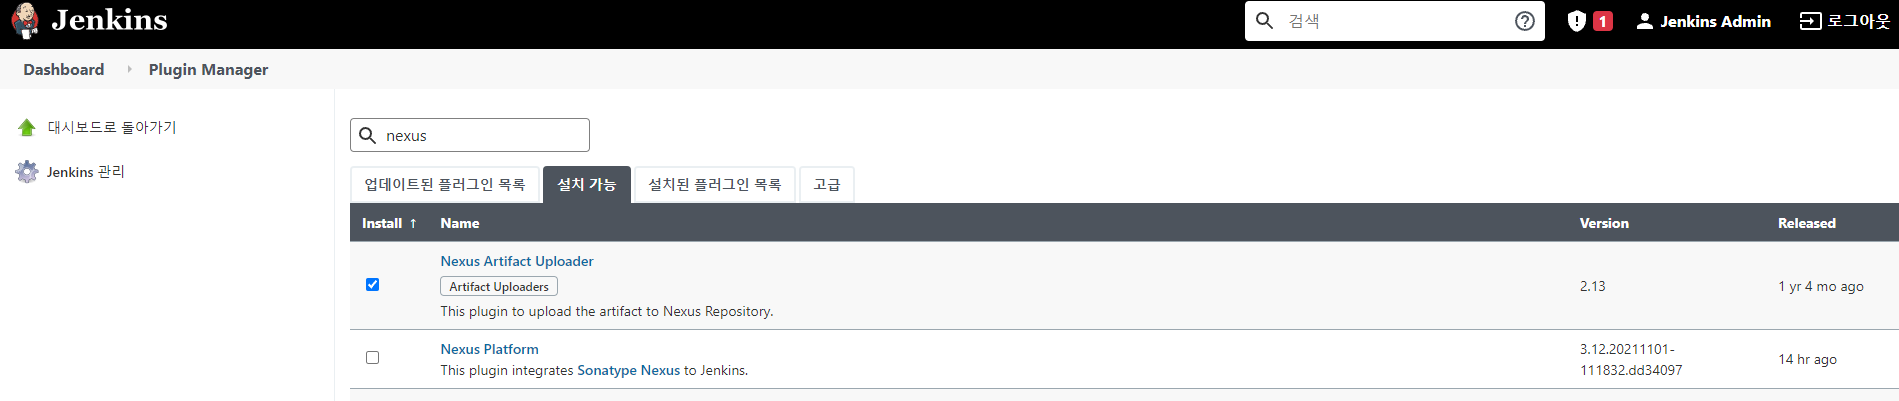 Jenkins
검색
1
Jenkins Admin
로그아웃
Dashboard
Plugin Manager
대시보드로 돌아가기
Jenkins 관리
nexus
업데이트된 플러그인 목록
설치 가능
설치된 플러그인 목록
고급
Install ↑
Name
Version
Released
Nexus Artifact Uploader
Artifact Uploaders
This plugin to upload the artifact to Nexus Repository.
2.13
1 yr 4 mo ago
Nexus Platform
This plugin integrates Sonatype Nexus to Jenkins.
3.12.20211101-
111832.dd34097
14 hr ago